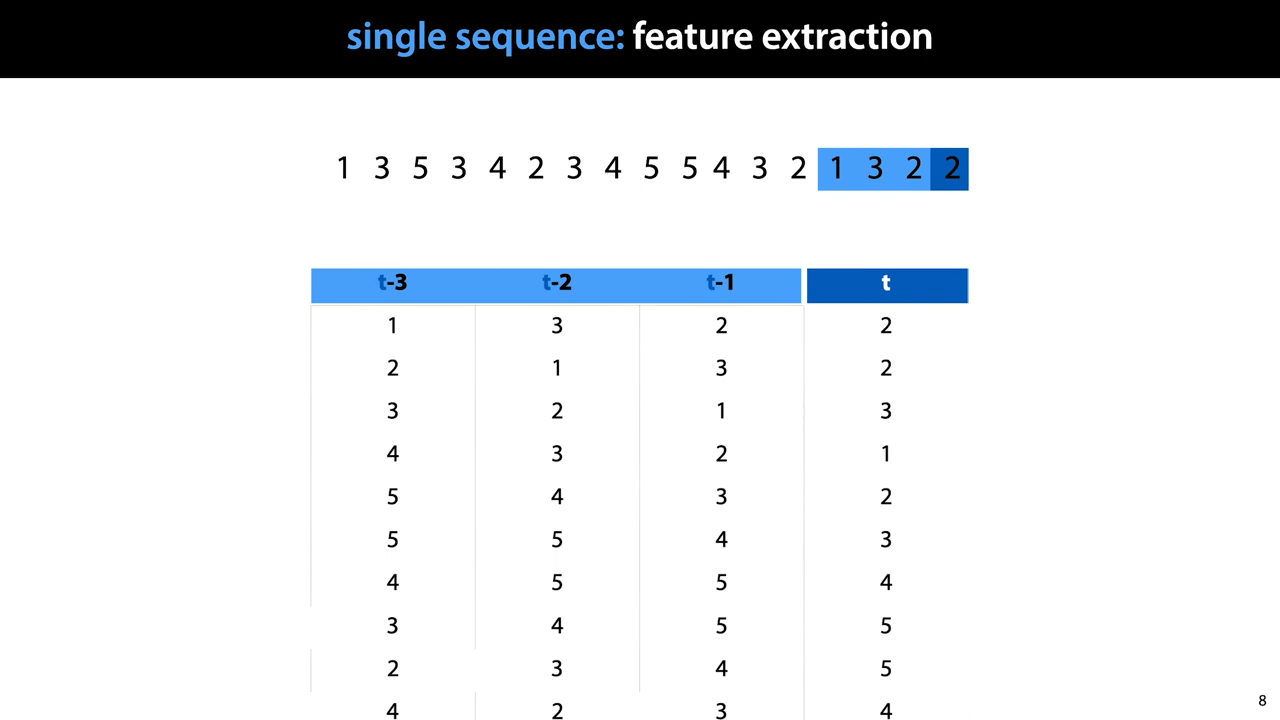 single sequence: feature extraction
1 3 5 3 4 2 3 4 5 5 4 3 2 1 3 2 2
t-3 t-2 t-1 t
1 3 2 2
2 1 3 2
3 2 1 3
4 3 2 1
5 4 3 2
5 5 4 3
4 5 5 4
3 4 5 5
2 3 4 5
4 2 3 4
8